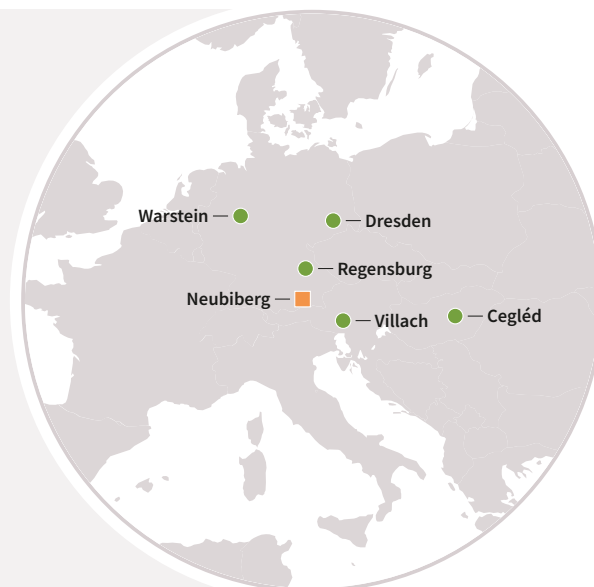 Warstein
Dresden
Regensburg
Neubiberg
Villach
Cegléd